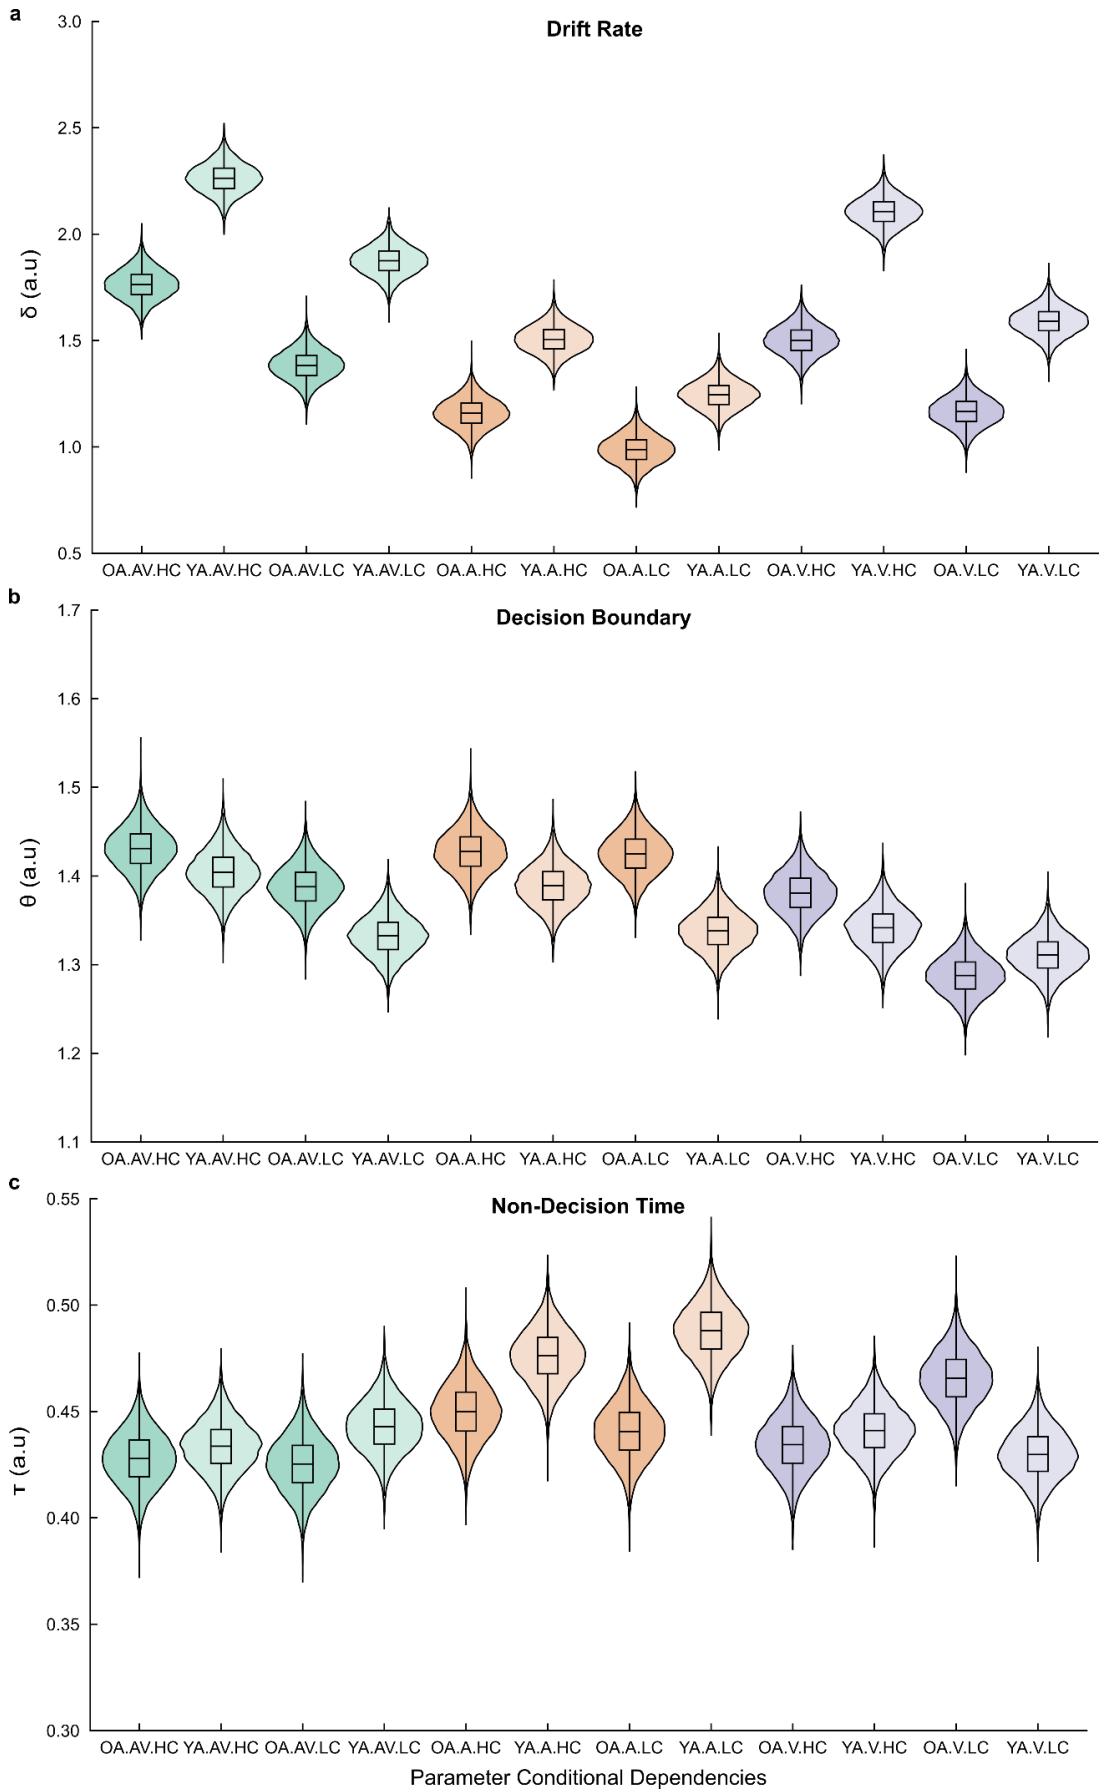 a
Drift Rate
3.0
2.5
2.0
1.5
1.0
0.5
δ (a.u)
OA.AV.HC YA.AV.HC OA.AV.LC YA.AV.LC OA.A.HC YA.A.HC OA.A.LC YA.A.LC OA.V.HC YA.V.HC OA.V.LC YA.V.LC
b
Decision Boundary
1.7
1.6
1.5
1.4
1.3
1.2
1.1
θ (a.u)
OA.AV.HC YA.AV.HC OA.AV.LC YA.AV.LC OA.A.HC YA.A.HC OA.A.LC YA.A.LC OA.V.HC YA.V.HC OA.V.LC YA.V.LC
c
Non-Decision Time
0.55
0.50
0.45
0.40
0.35
0.30
τ (a.u)
OA.AV.HC YA.AV.HC OA.AV.LC YA.AV.LC OA.A.HC YA.A.HC OA.A.LC YA.A.LC OA.V.HC YA.V.HC OA.V.LC YA.V.LC
Parameter Conditional Dependencies